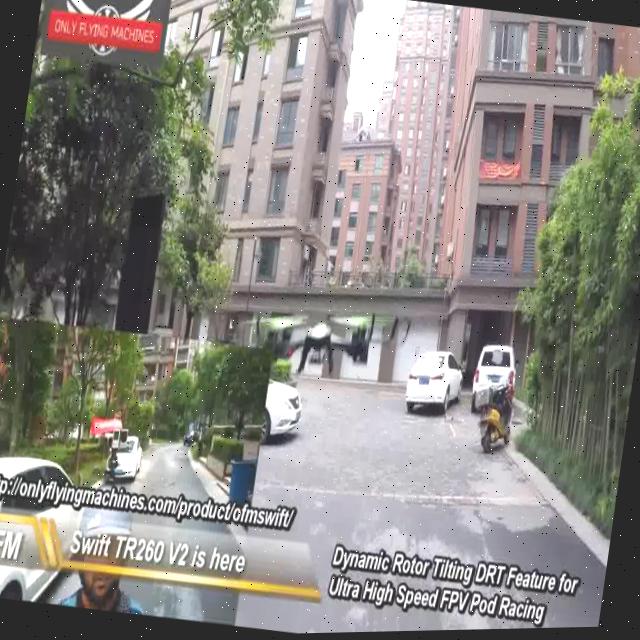 ONLY FLYING MACHINES
p://onlyflyingmachines.com/product/ofmswift/
FM
Swift TR260 V2 is here
Dynamic Rotor Tilting DRT Feature for
Ultra High Speed FPV Pod Racing